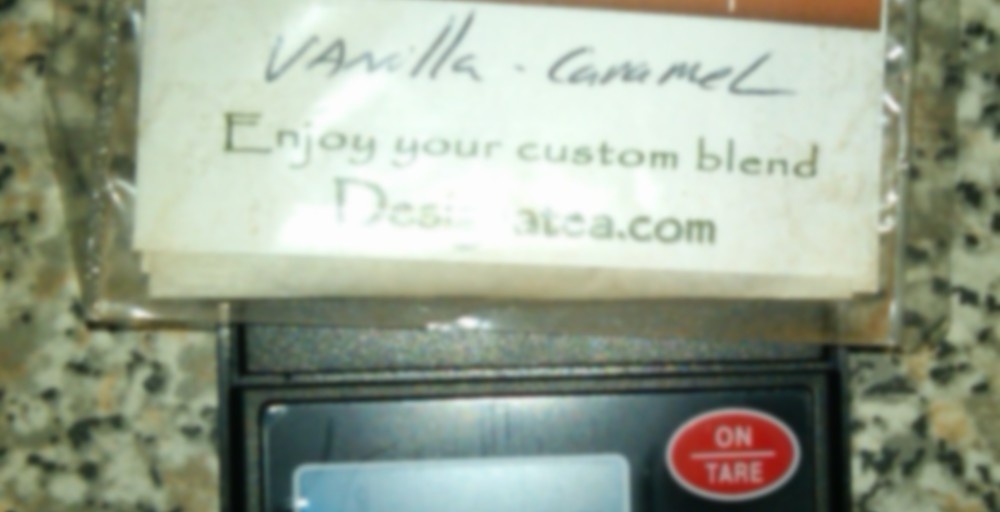 VANilla - CarameL
Enjoy your custom blend
ON
TARE